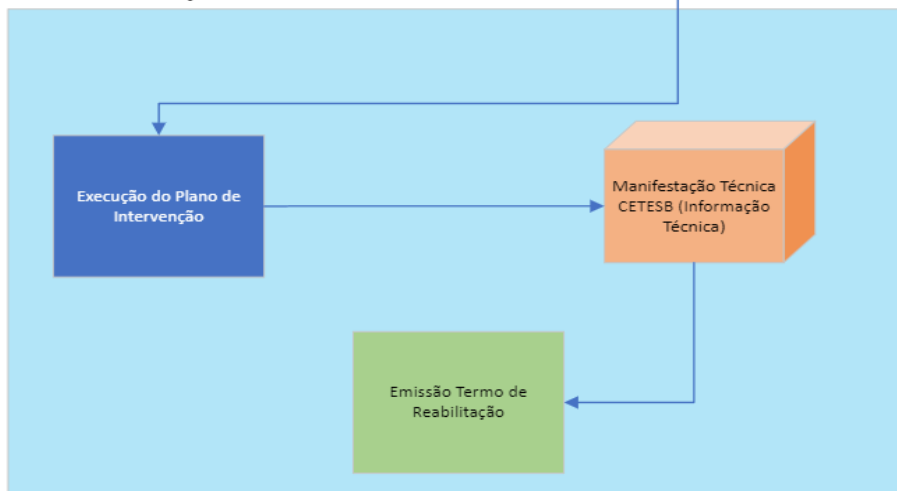 Execução do Plano de
Intervenção
Manifestação Técnica
CETESB (Informação
Técnica)
Emissão Termo de
Reabilitação